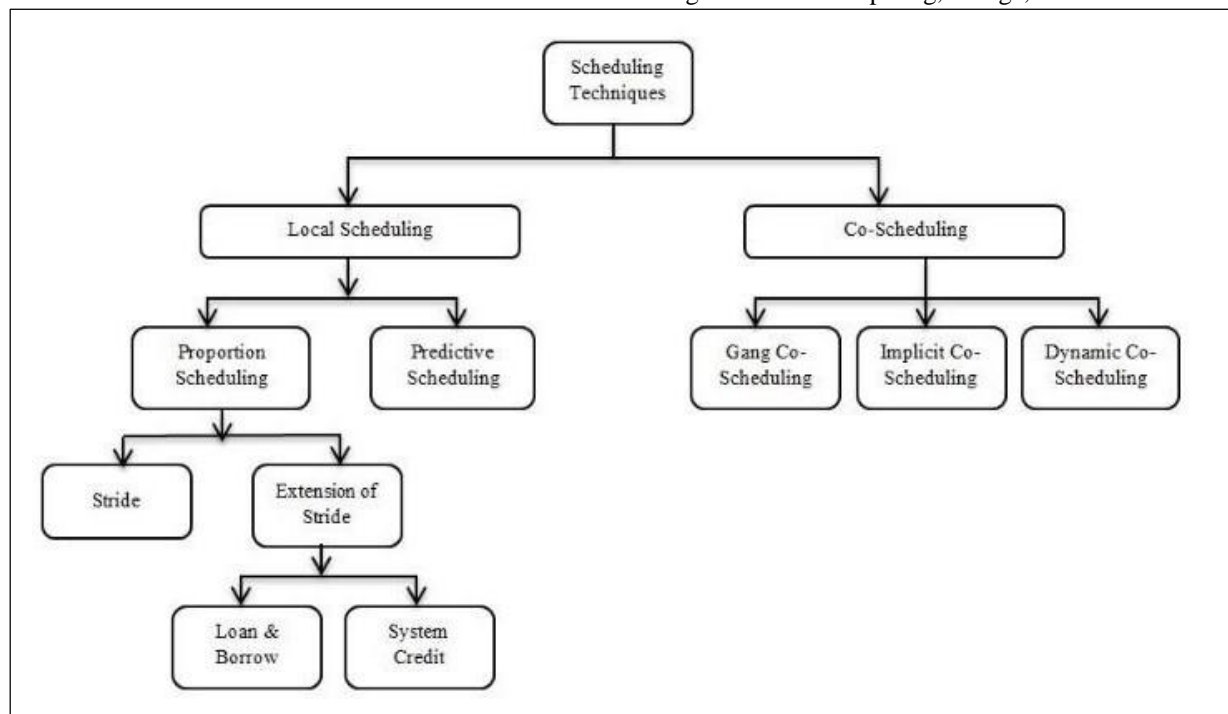 Scheduling
Techniques
Local Scheduling
Co-Scheduling
Proportion
Scheduling
Predictive
Scheduling
Gang Co-
Scheduling
Implicit Co-
Scheduling
Dynamic Co-
Scheduling
Stride
Extension of
Stride
Loan &
Borrow
System
Credit